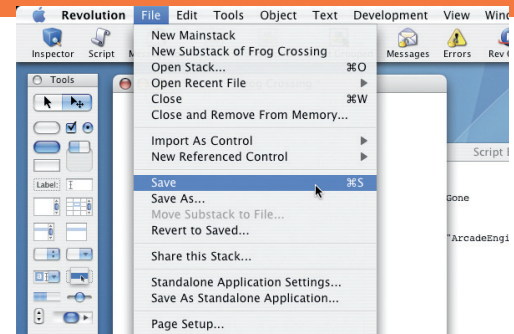 Revolution File Edit Tools Object Text Development View
Inspector Script Messages Errors
Tools
New Mainstack
New Substack of Frog Crossing
Open Stack... ⌘O
Open Recent File
Close ⌘W
Close and Remove From Memory...
Import As Control
New Referenced Control
Save ⌘S
Save As...
Move Substack to File...
Revert to Saved...
Share this Stack...
Standalone Application Settings...
Save As Standalone Application...
Page Setup...
Label:
Script
Gone
"ArcadeEngi